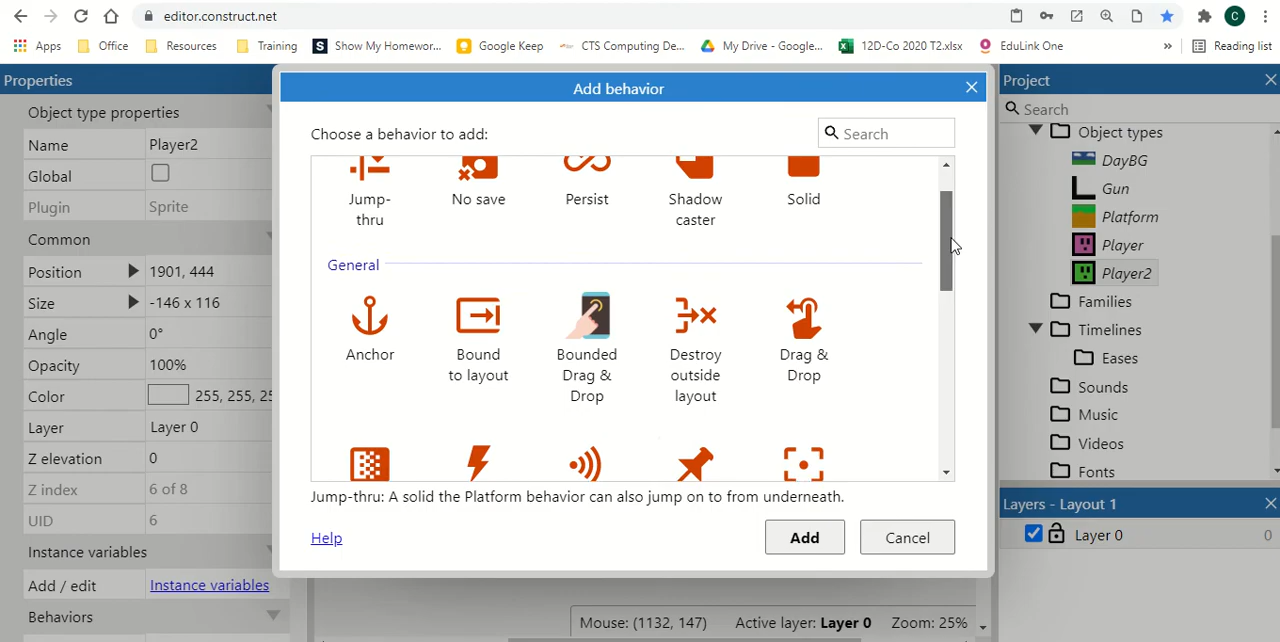 editor.construct.net
C
Apps Office Resources Training S Show My Homewor... Google Keep CTS Computing De... My Drive - Google... 12D-Co 2020 T2.xlsx EduLink One » Reading list
Properties
Object type properties
Name Player2
Global
Plugin Sprite
Common
Position 1901, 444
Size -146 x 116
Angle 0°
Opacity 100%
Color 255, 255, 25
Layer Layer 0
Z elevation 0
Z index 6 of 8
UID 6
Instance variables
Add / edit Instance variables
Behaviors
Add behavior
Choose a behavior to add:
Search
Jump-
thru
No save
Persist
Shadow
caster
Solid
General
Anchor
Bound
to layout
Bounded
Drag &
Drop
Destroy
outside
layout
Drag &
Drop
Jump-thru: A solid the Platform behavior can also jump on to from underneath.
Help
Add
Cancel
Mouse: (1132, 147) Active layer: Layer 0 Zoom: 25%
Project
Search
Object types
DayBG
Gun
Platform
Player
Player2
Families
Timelines
Eases
Sounds
Music
Videos
Fonts
Layers - Layout 1
Layer 0 0